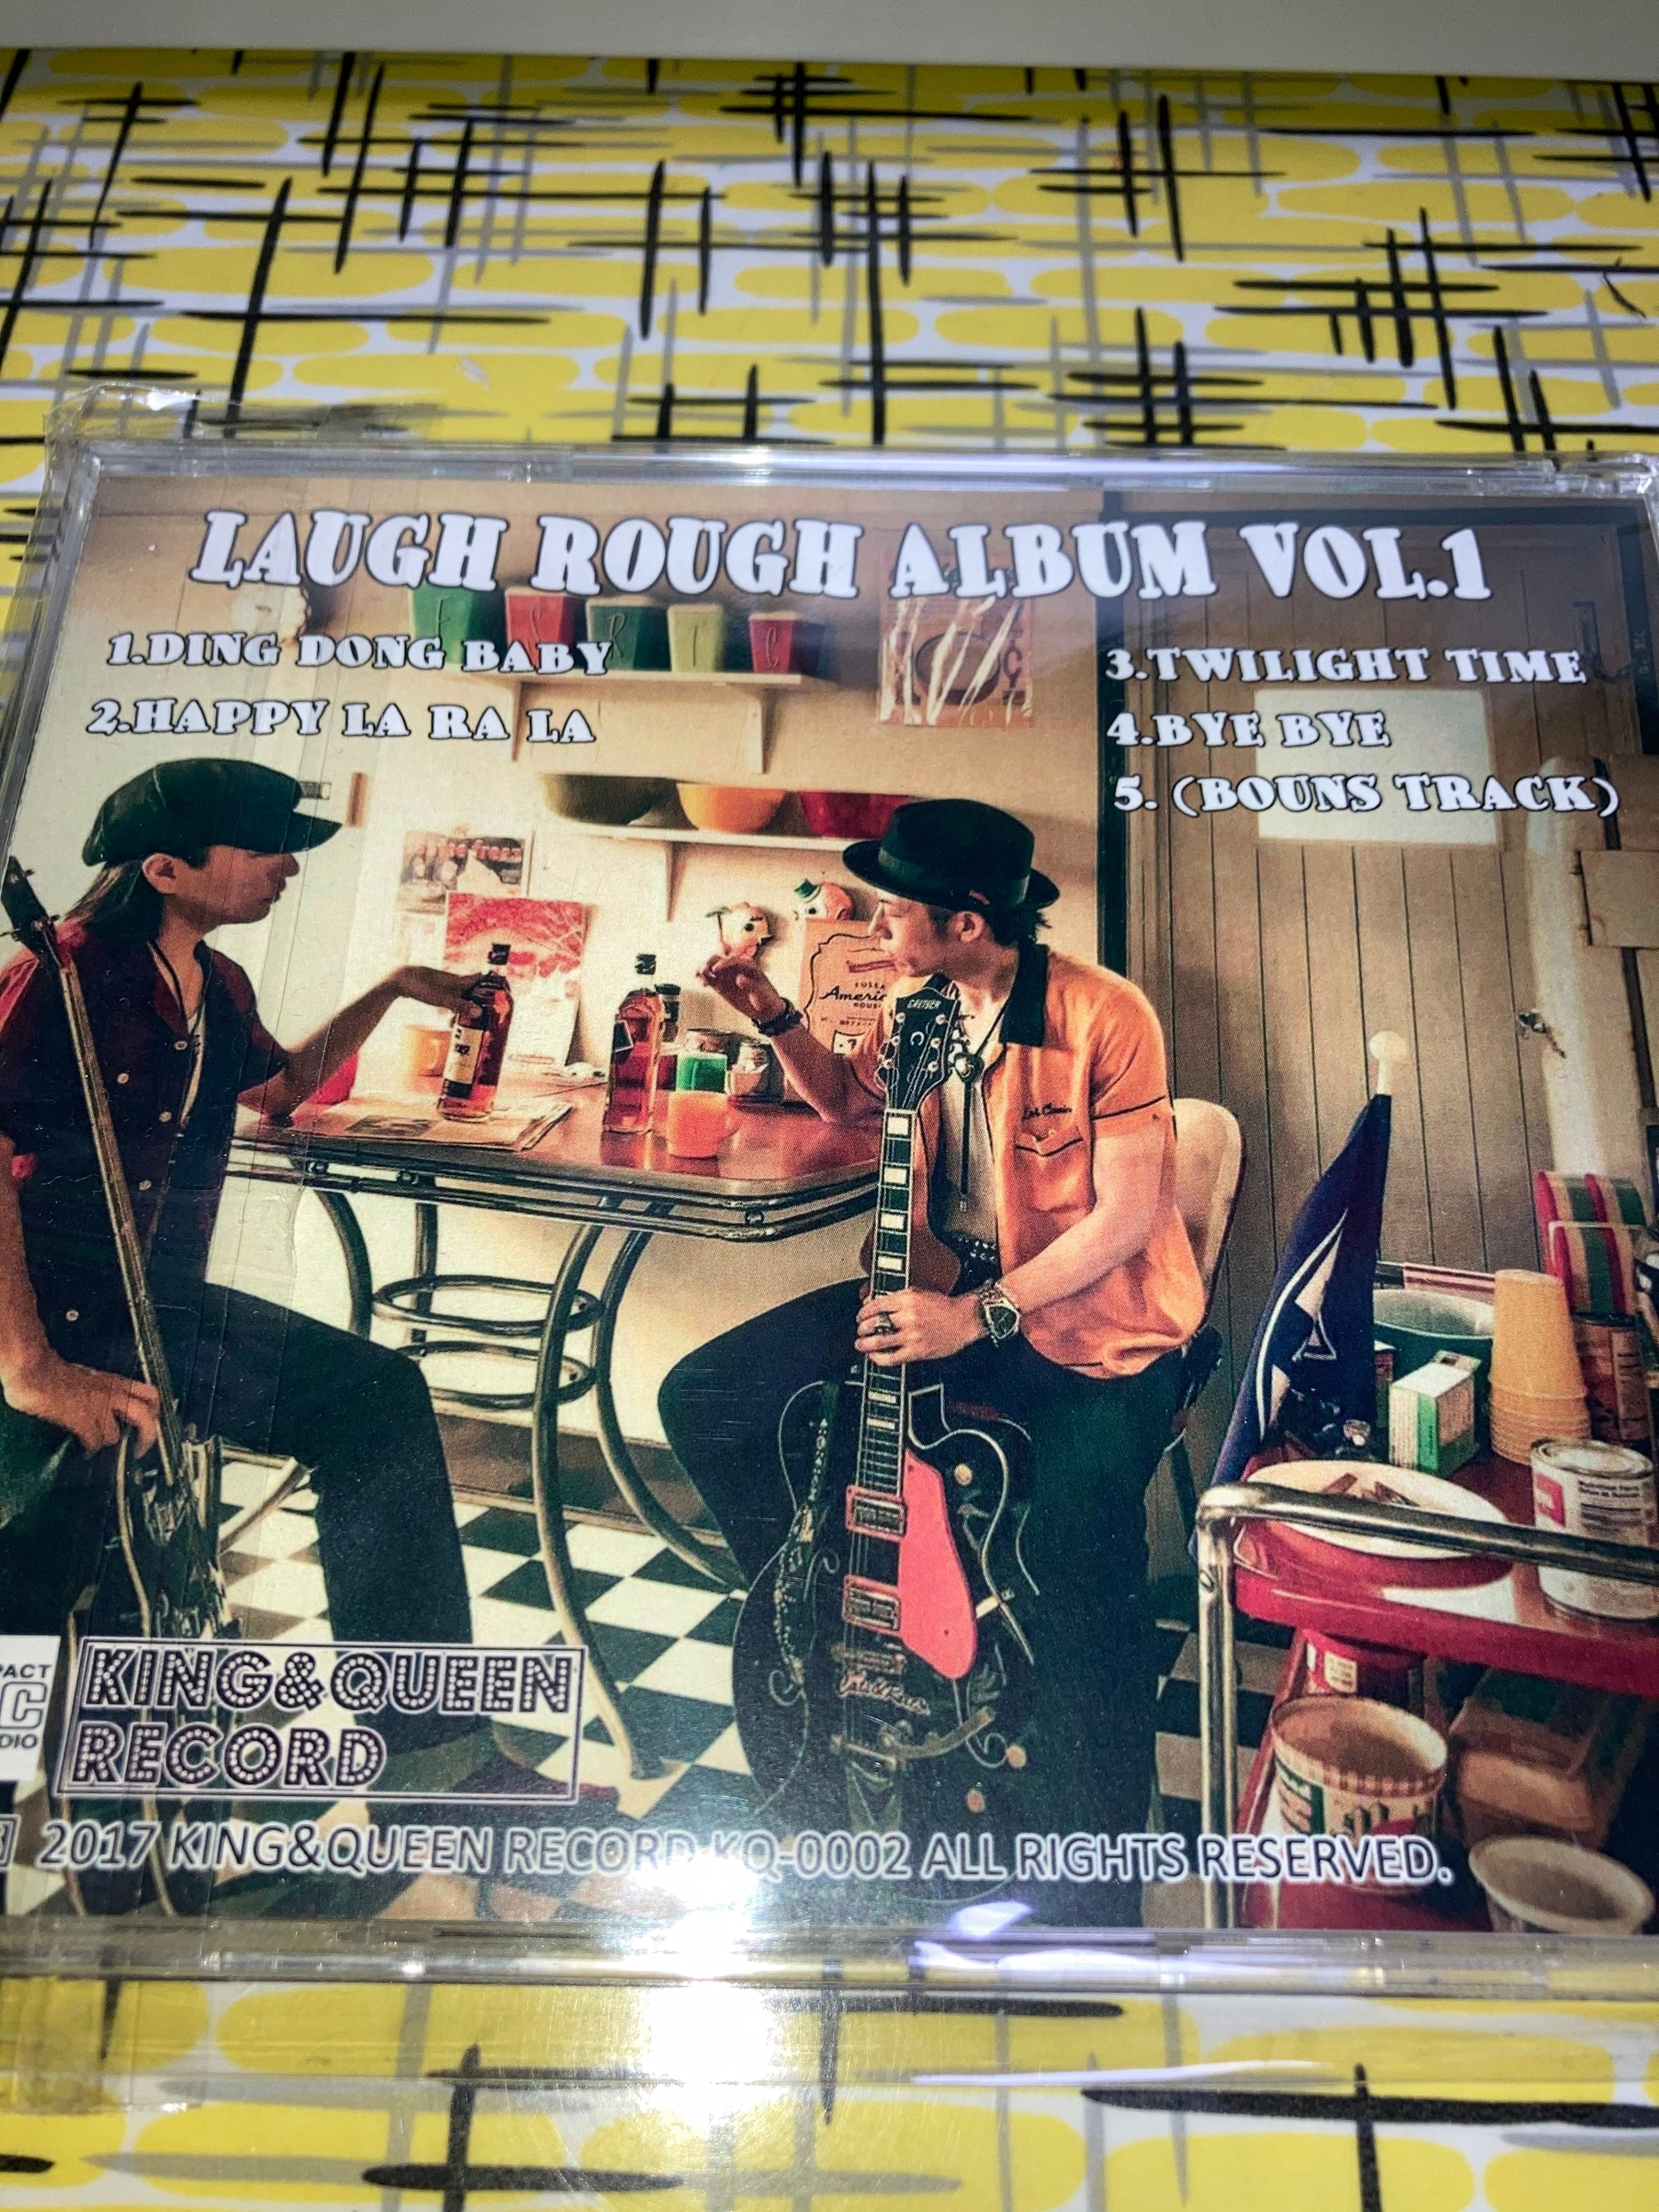 LAUGH ROUGH ALBUM VOL.1
1.DING DONG BABY
2.HAPPY LA RA LA
3.TWILIGHT TIME
4.BYE BYE
5. (BOUNS TRACK)
GRETSCH
KING&QUEEN
RECORD
2017 KING&QUEEN RECORD KQ-0002 ALL RIGHTS RESERVED.